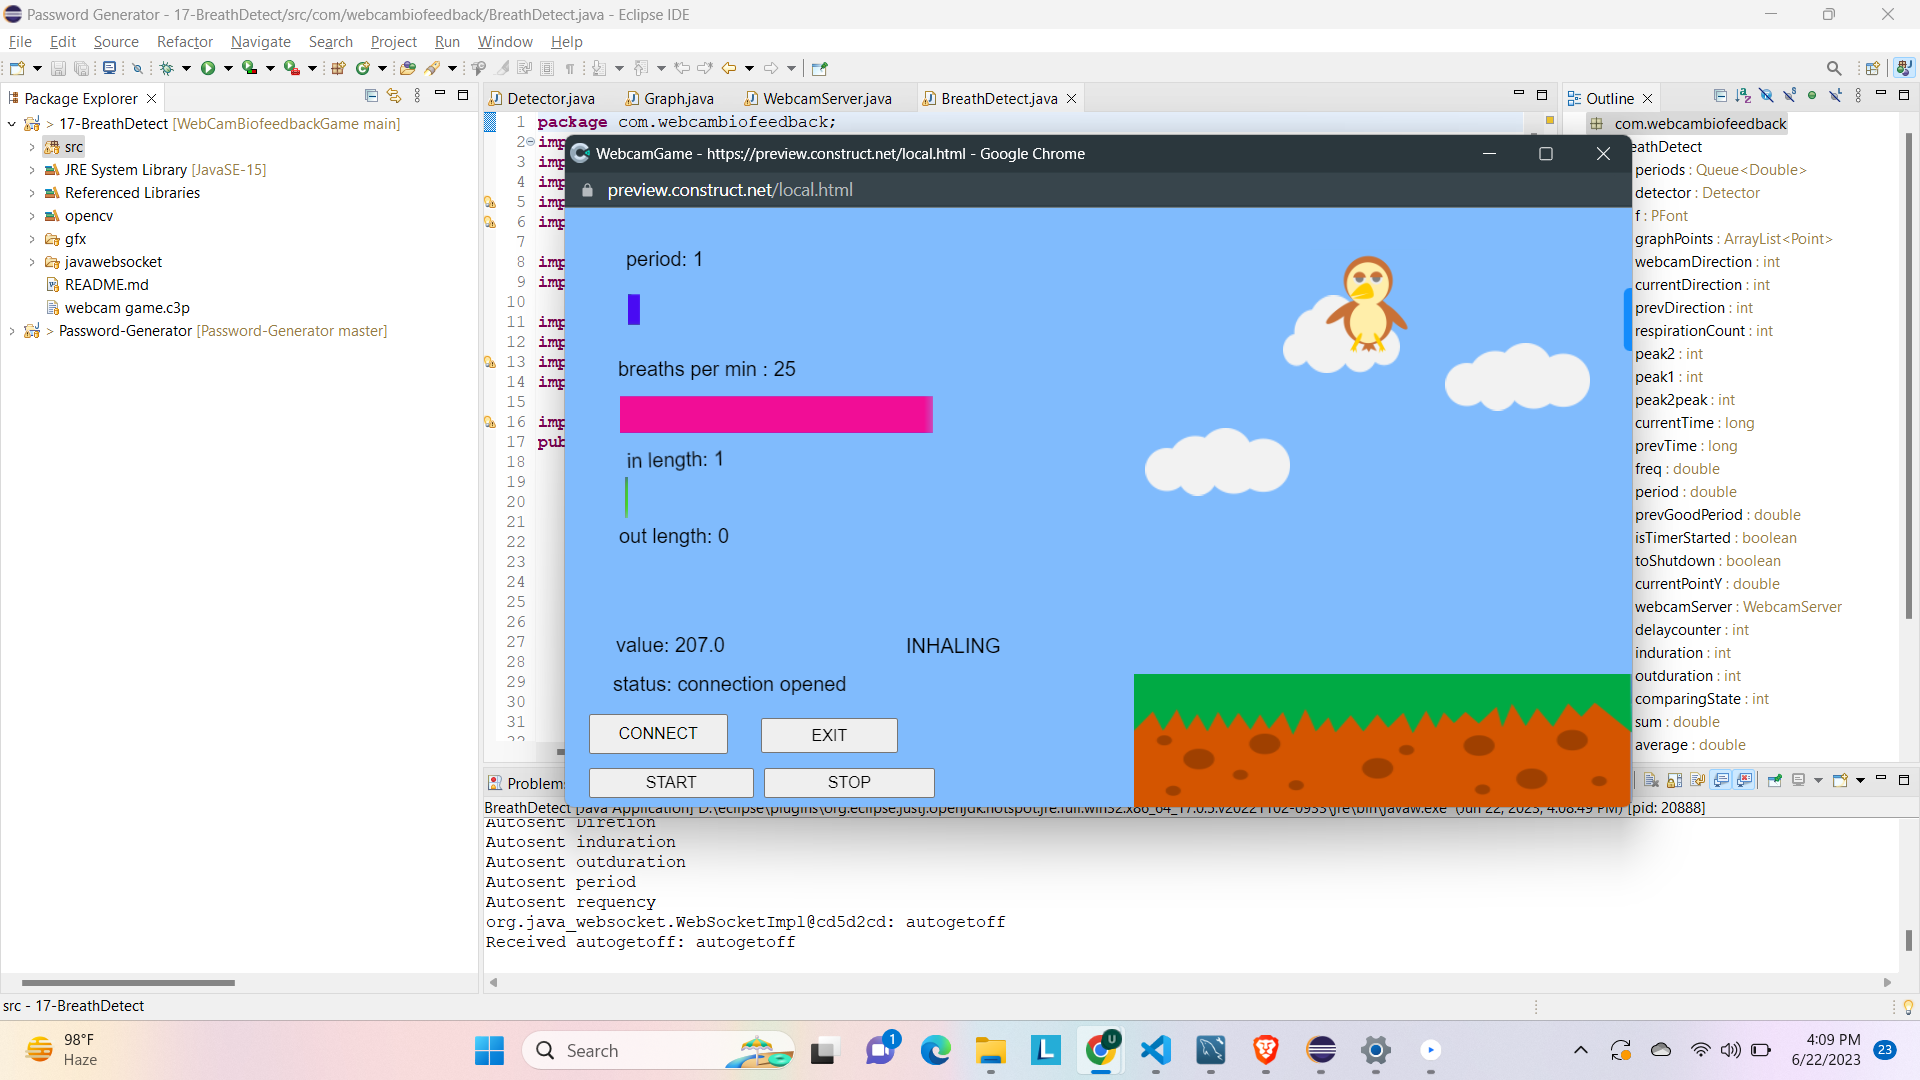 Password Generator - 17-BreathDetect/src/com/webcambiofeedback/BreathDetect.java - Eclipse IDE
File Edit Source Refactor Navigate Search Project Run Window Help
Package Explorer
> 17-BreathDetect [WebCamBiofeedbackGame main]
src
JRE System Library [JavaSE-15]
Referenced Libraries
opencv
gfx
javawebsocket
README.md
webcam game.c3p
> Password-Generator [Password-Generator master]
Detector.java Graph.java WebcamServer.java BreathDetect.java
1 package com.webcambiofeedback;
2 imp
3 imp
4 imp
5 imp
6 imp
7
8 imp
9 imp
10
11 imp
12 imp
13 imp
14 imp
15
16 imp
17 pub
18
19
20
21
22
23
24
25
26
27
28
29
30
31
WebcamGame - https://preview.construct.net/local.html - Google Chrome
preview.construct.net/local.html
period: 1
breaths per min : 25
in length: 1
out length: 0
value: 207.0 INHALING
status: connection opened
CONNECT EXIT
START STOP
Outline
com.webcambiofeedback
eathDetect
periods : Queue<Double>
detector : Detector
f : PFont
graphPoints : ArrayList<Point>
webcamDirection : int
currentDirection : int
prevDirection : int
respirationCount : int
peak2 : int
peak1 : int
peak2peak : int
currentTime : long
prevTime : long
freq : double
period : double
prevGoodPeriod : double
isTimerStarted : boolean
toShutdown : boolean
currentPointY : double
webcamServer : WebcamServer
delaycounter : int
induration : int
outduration : int
comparingState : int
sum : double
average : double
Problem
BreathDetect [Java Application] D:\eclipse\plugins\org.eclipse.justj.openjdk.hotspot.jre.full.win32.x86_64_17.0.5.v20221102-0933\jre\bin\javaw.exe (Jun 22, 2023, 4:08:49 PM) [pid: 20888]
Autosent Diretion
Autosent induration
Autosent outduration
Autosent period
Autosent requency
org.java_websocket.WebSocketImpl@cd5d2cd: autogetoff
Received autogetoff: autogetoff
src - 17-BreathDetect
98°F
Haze
Search
1
U
4:09 PM
6/22/2023
23